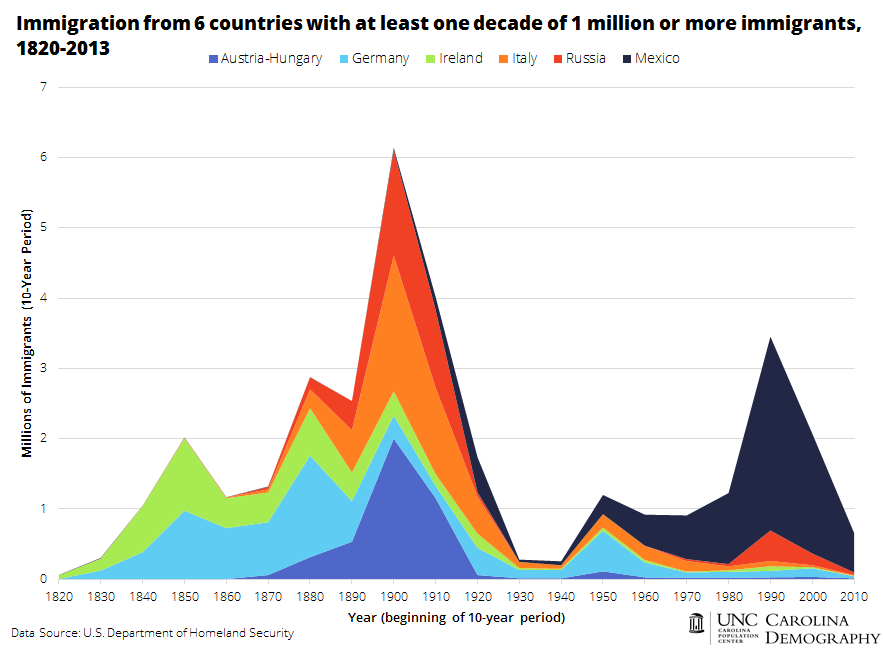 Immigration from 6 countries with at least one decade of 1 million or more immigrants,
1820-2013
Austria-Hungary Germany Ireland Italy Russia Mexico
Millions of Immigrants (10-Year Period)
7
6
5
4
3
2
1
0
1820 1830 1840 1850 1860 1870 1880 1890 1900 1910 1920 1930 1940 1950 1960 1970 1980 1990 2000 2010
Year (beginning of 10-year period)
Data Source: U.S. Department of Homeland Security
UNC
CAROLINA
POPULATION
CENTER
CAROLINA
DEMOGRAPHY